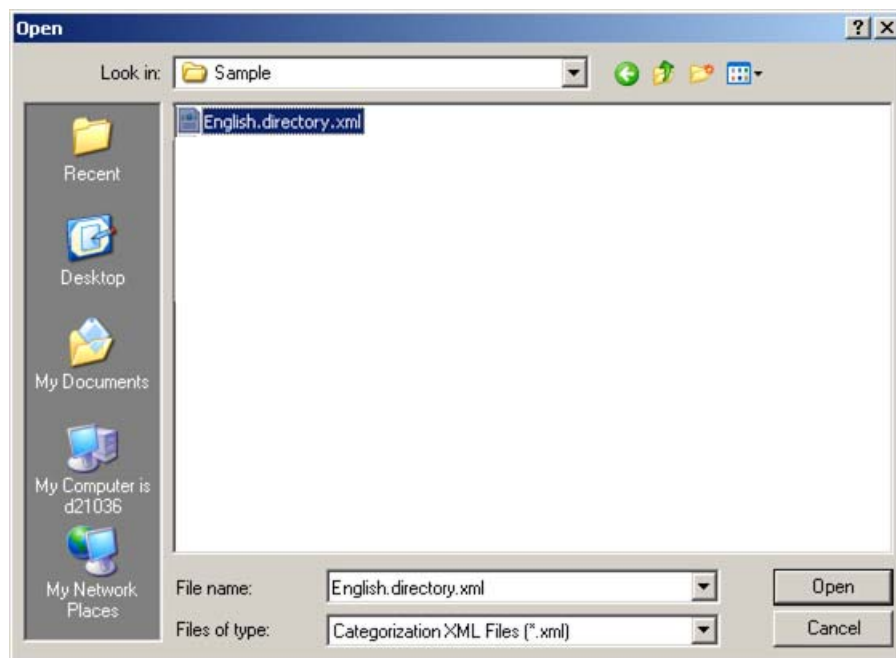 Open
Look in:
Sample
English.directory.xml
Recent
Desktop
My Documents
My Computer is
d21036
My Network
Places
File name:
English.directory.xml
Open
Files of type:
Categorization XML Files (*.xml)
Cancel